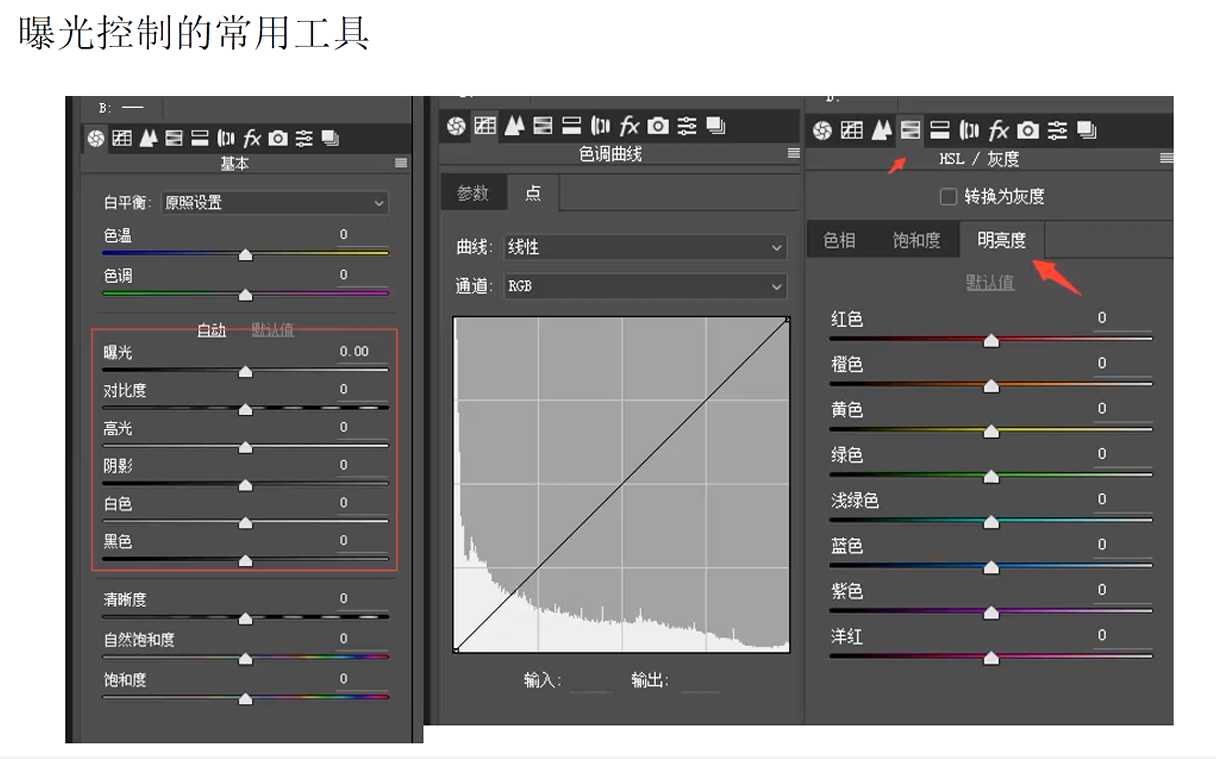 曝光控制的常用工具
B: —
基本
白平衡: 原照设置
色温 0
色调 0
自动 默认值
曝光 0.00
对比度 0
高光 0
阴影 0
白色 0
黑色 0
清晰度 0
自然饱和度 0
饱和度 0
fx
色调曲线
参数 点
曲线: 线性
通道: RGB
输入: 输出:
fx
HSL / 灰度
转换为灰度
色相 饱和度 明亮度
默认值
红色 0
橙色 0
黄色 0
绿色 0
浅绿色 0
蓝色 0
紫色 0
洋红 0